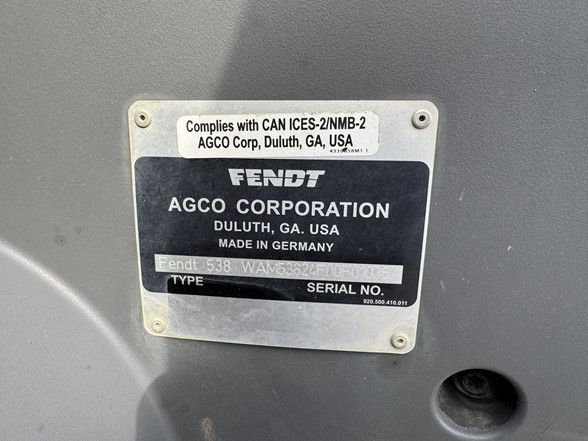 Complies with CAN ICES-2/NMB-2
AGCO Corp, Duluth, GA, USA
FENDT
AGCO CORPORATION
DULUTH, GA. USA
MADE IN GERMANY
Fendt 538
TYPE SERIAL NO.
920.500.410.011